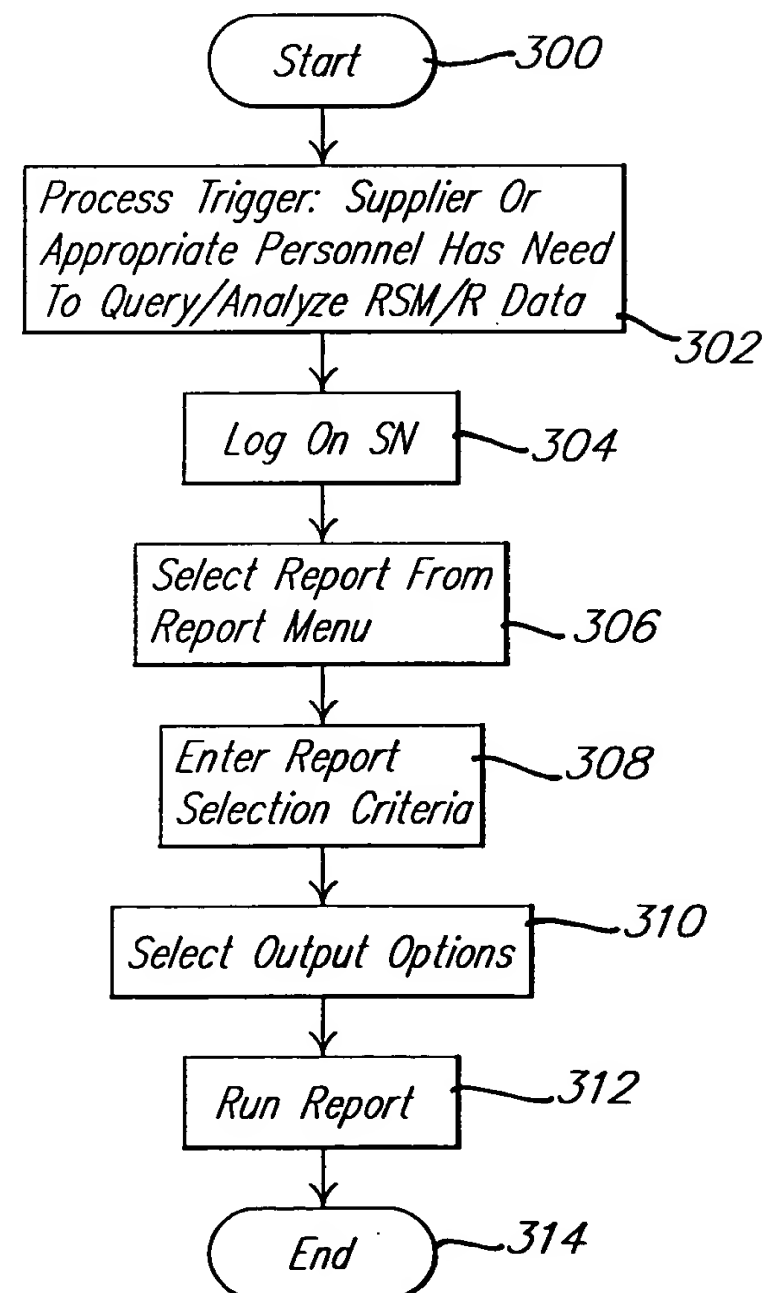 Start
300
Process Trigger: Supplier Or
Appropriate Personnel Has Need
To Query/Analyze RSM/R Data
302
Log On SN
304
Select Report From
Report Menu
306
Enter Report
Selection Criteria
308
Select Output Options
310
Run Report
312
End
314